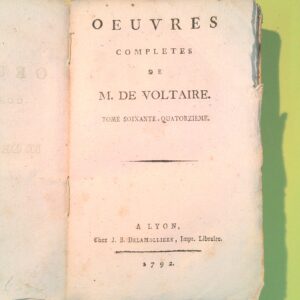 OEUVRES
COMPLETES
DE
M. DE VOLTAIRE.
TOME SOIXANTE-QUATORZIEME.
A LYON,
Chez J. B. DELAMOLLIERE, Impr. Libraire.
1792.